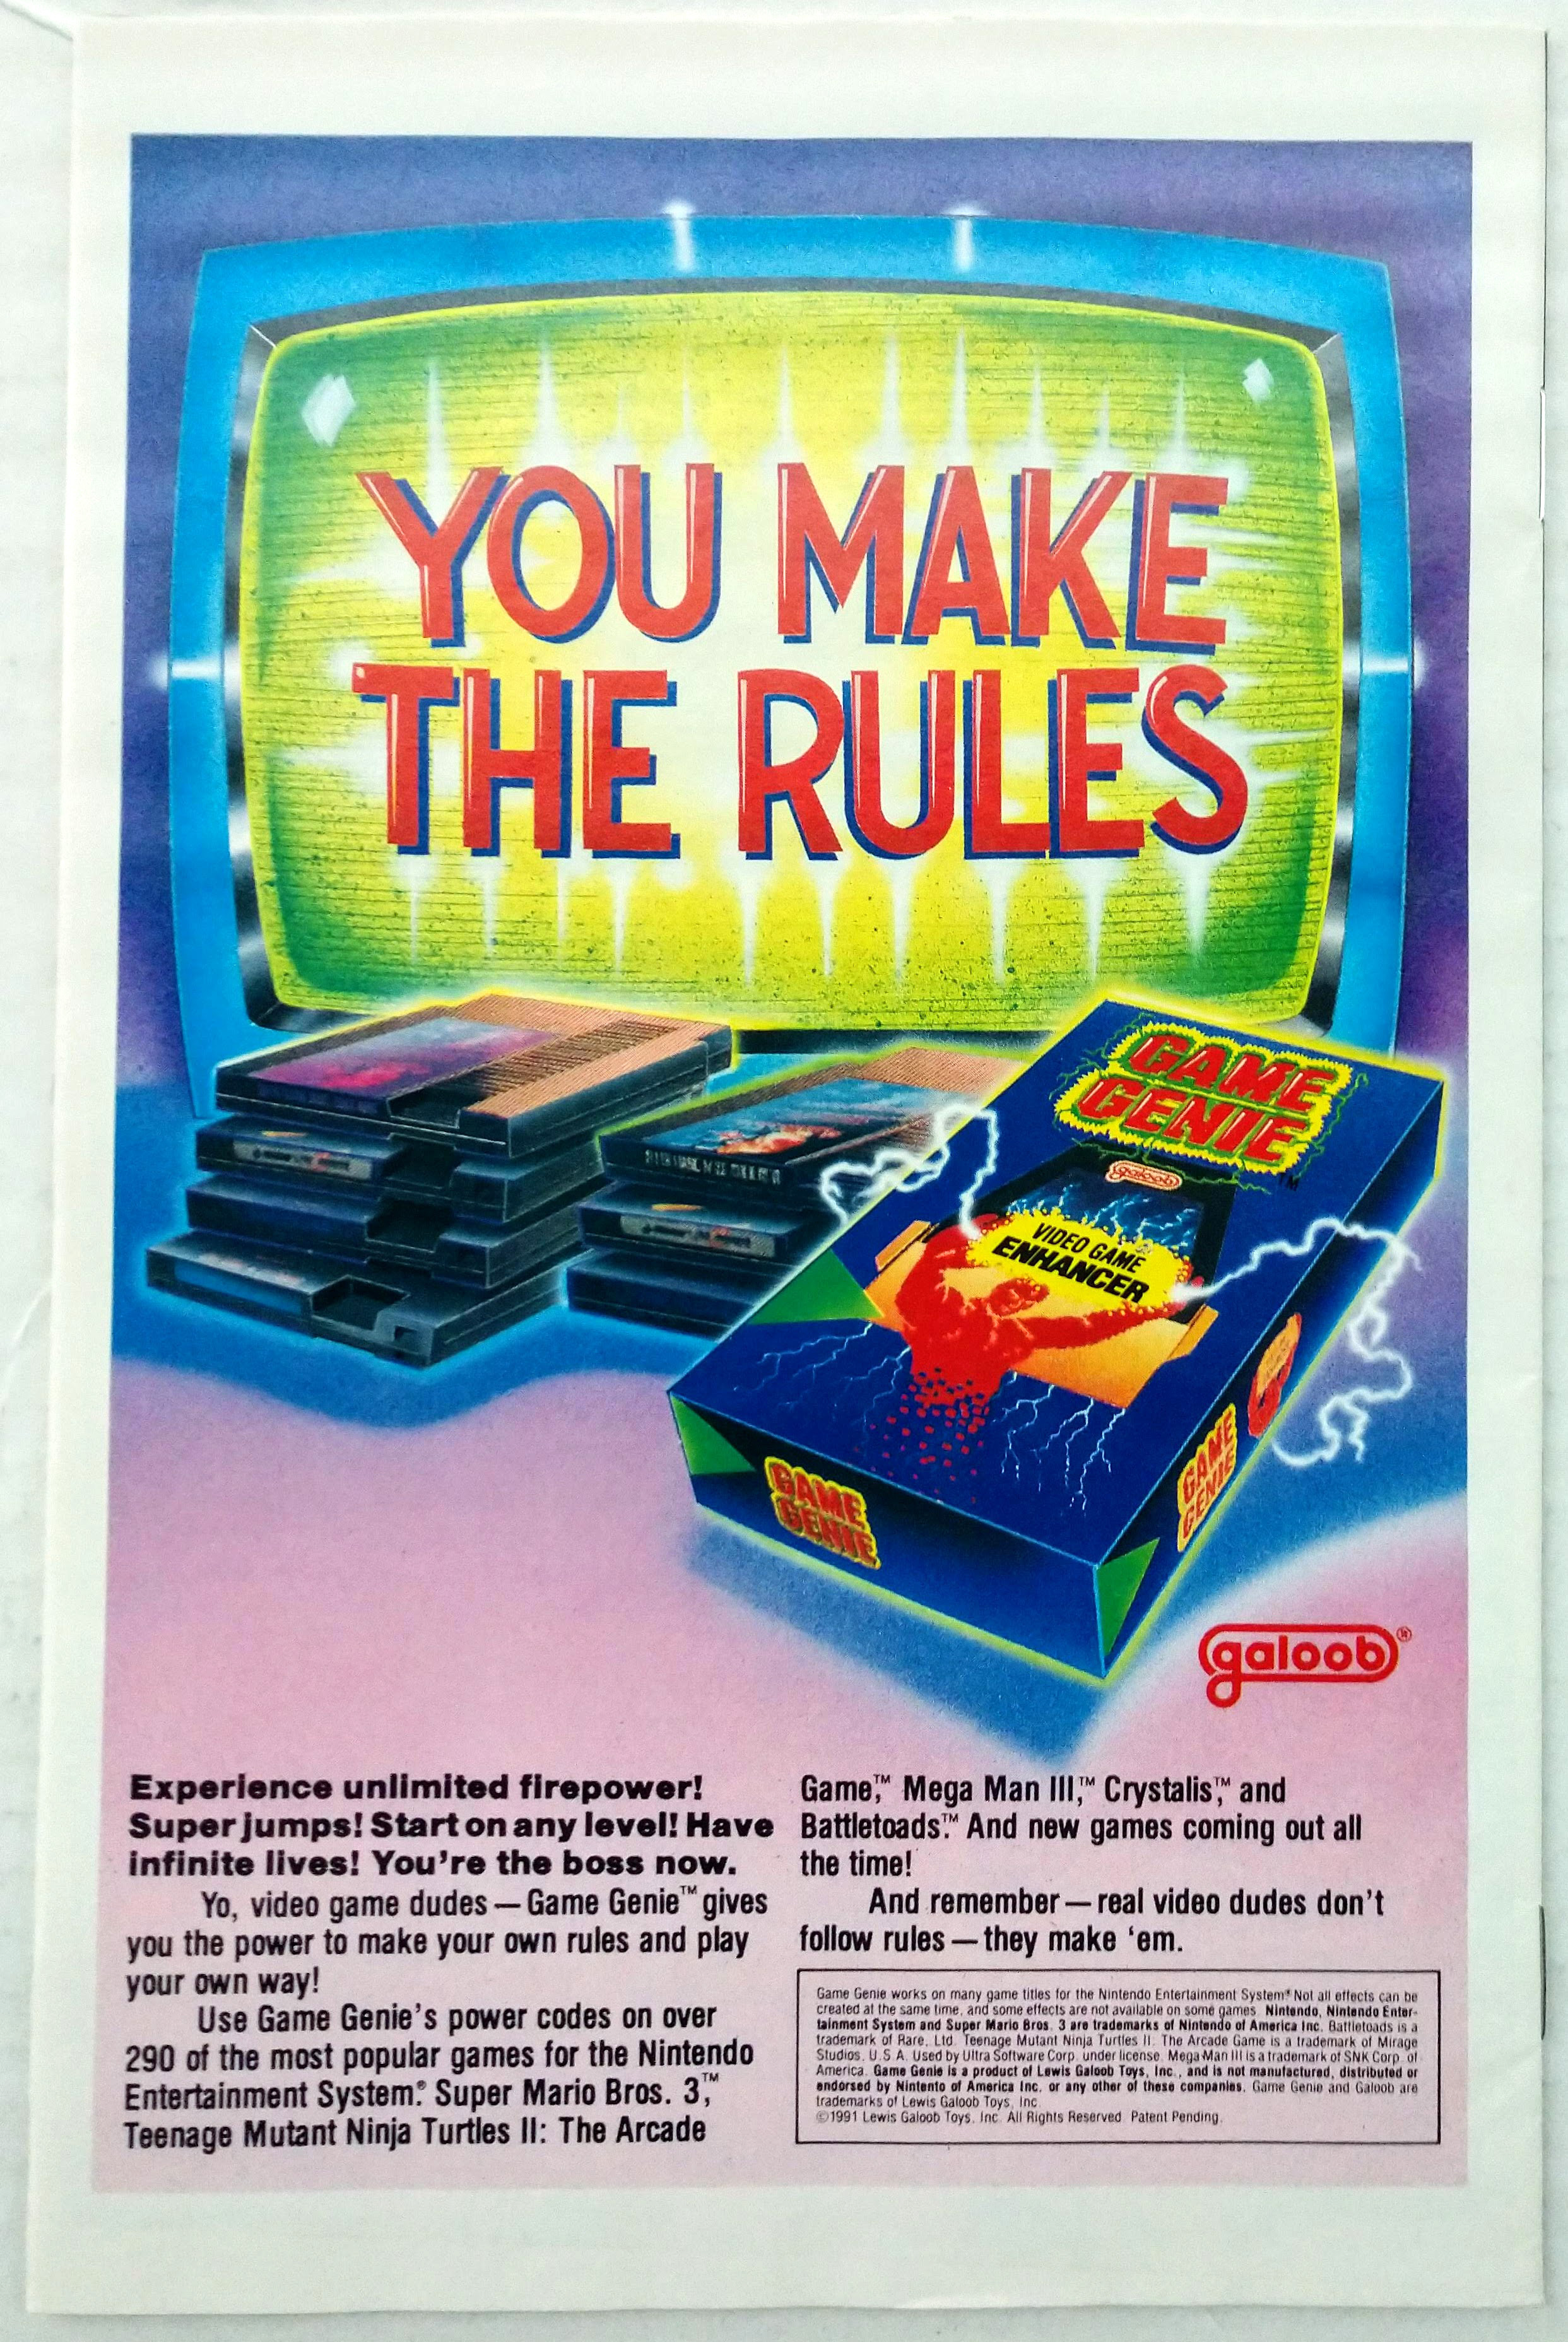 YOU MAKE
THE RULES
GAME
GENIE™
galoob
VIDEO GAME
ENHANCER
GAME
GENIE
GAME
GENIE
galoob®
Experience unlimited firepower!
Super jumps! Start on any level! Have
infinite lives! You're the boss now.
Yo, video game dudes — Game Genie™ gives
you the power to make your own rules and play
your own way!
Use Game Genie's power codes on over
290 of the most popular games for the Nintendo
Entertainment System.® Super Mario Bros. 3,™
Teenage Mutant Ninja Turtles II: The Arcade
Game,™ Mega Man III,™ Crystalis,™ and
Battletoads.™ And new games coming out all
the time!
And remember — real video dudes don't
follow rules — they make 'em.
Game Genie works on many game titles for the Nintendo Entertainment System.® Not all effects can be
created at the same time, and some effects are not available on some games. Nintendo, Nintendo Enter-
tainment System and Super Mario Bros. 3 are trademarks of Nintendo of America Inc. Battletoads is a
trademark of Rare, Ltd. Teenage Mutant Ninja Turtles II: The Arcade Game is a trademark of Mirage
Studios, U.S.A. Used by Ultra Software Corp. under license. Mega Man III is a trademark of SNK Corp. of
America. Game Genie is a product of Lewis Galoob Toys, Inc., and is not manufactured, distributed or
endorsed by Nintento of America Inc. or any other of these companies. Game Genie and Galoob are
trademarks of Lewis Galoob Toys, Inc.
©1991 Lewis Galoob Toys, Inc. All Rights Reserved. Patent Pending.